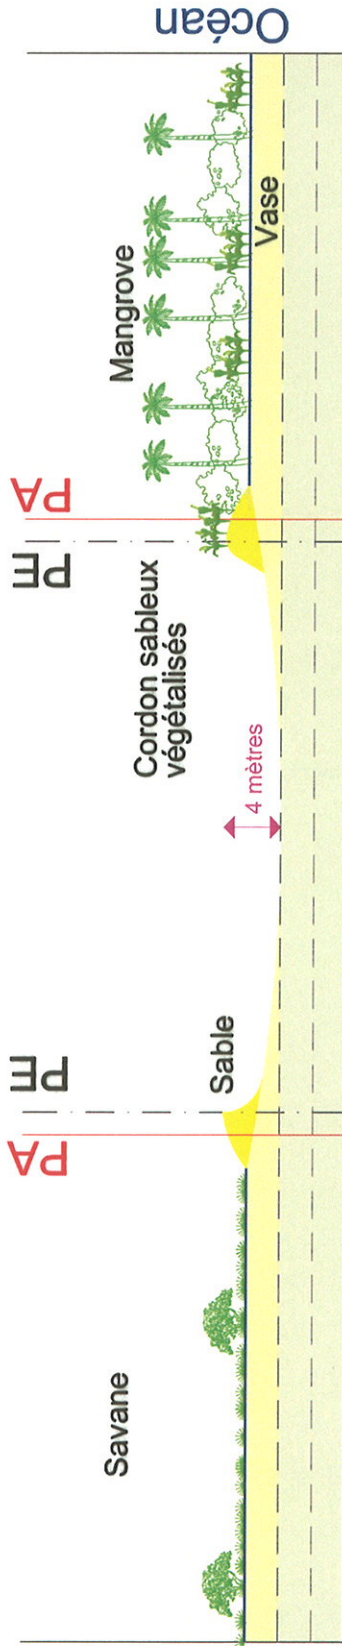 Savane
PA
PE
Sable
4 mètres
Cordon sableux
végétalisés
PE
PA
Mangrove
Vase
Océan